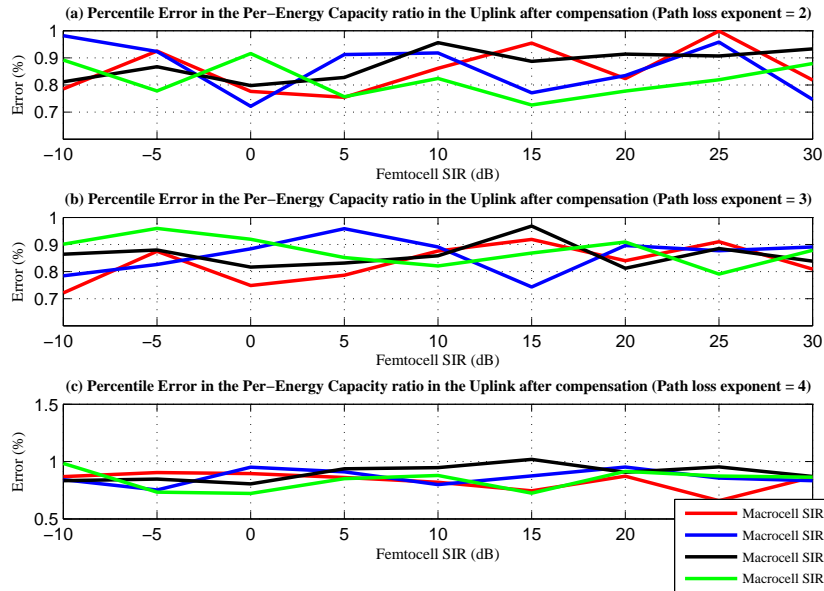 (a) Percentile Error in the Per−Energy Capacity ratio in the Uplink after compensation (Path loss exponent = 2)
1
0.9
0.8
0.7
Error (%)
−10 −5 0 5 10 15 20 25 30
Femtocell SIR (dB)
(b) Percentile Error in the Per−Energy Capacity ratio in the Uplink after compensation (Path loss exponent = 3)
1
0.9
0.8
0.7
Error (%)
−10 −5 0 5 10 15 20 25 30
Femtocell SIR (dB)
(c) Percentile Error in the Per−Energy Capacity ratio in the Uplink after compensation (Path loss exponent = 4)
1.5
1
0.5
Error (%)
−10 −5 0 5 10 15 20
Femtocell SIR (dB)
Macrocell SIR
Macrocell SIR
Macrocell SIR
Macrocell SIR